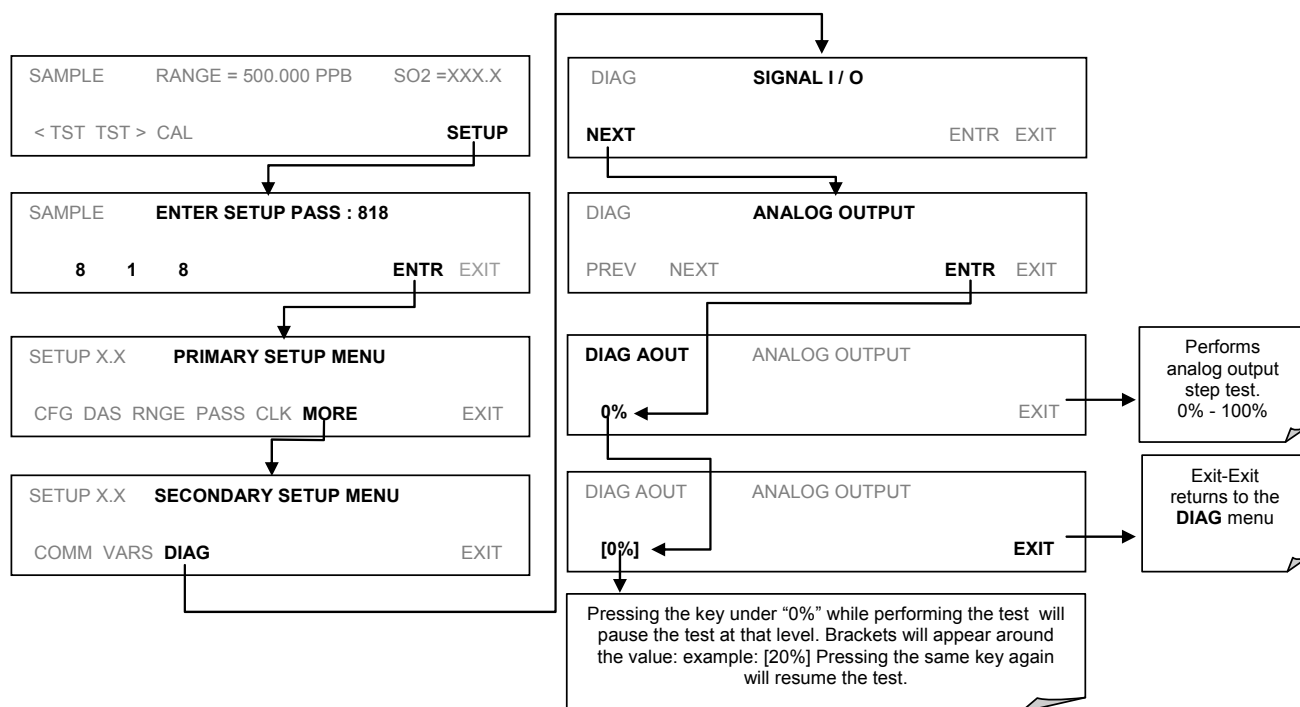 SAMPLE RANGE = 500.000 PPB SO2 =XXX.X
< TST TST > CAL SETUP
SAMPLE ENTER SETUP PASS : 818
8 1 8 ENTR EXIT
SETUP X.X PRIMARY SETUP MENU
CFG DAS RNGE PASS CLK MORE EXIT
SETUP X.X SECONDARY SETUP MENU
COMM VARS DIAG EXIT
DIAG SIGNAL I / O
NEXT ENTR EXIT
DIAG ANALOG OUTPUT
PREV NEXT ENTR EXIT
DIAG AOUT ANALOG OUTPUT
0% EXIT
Performs
analog output
step test.
0% - 100%
DIAG AOUT ANALOG OUTPUT
[0%] EXIT
Exit-Exit
returns to the
DIAG menu
Pressing the key under “0%” while performing the test will
pause the test at that level. Brackets will appear around
the value: example: [20%] Pressing the same key again
will resume the test.